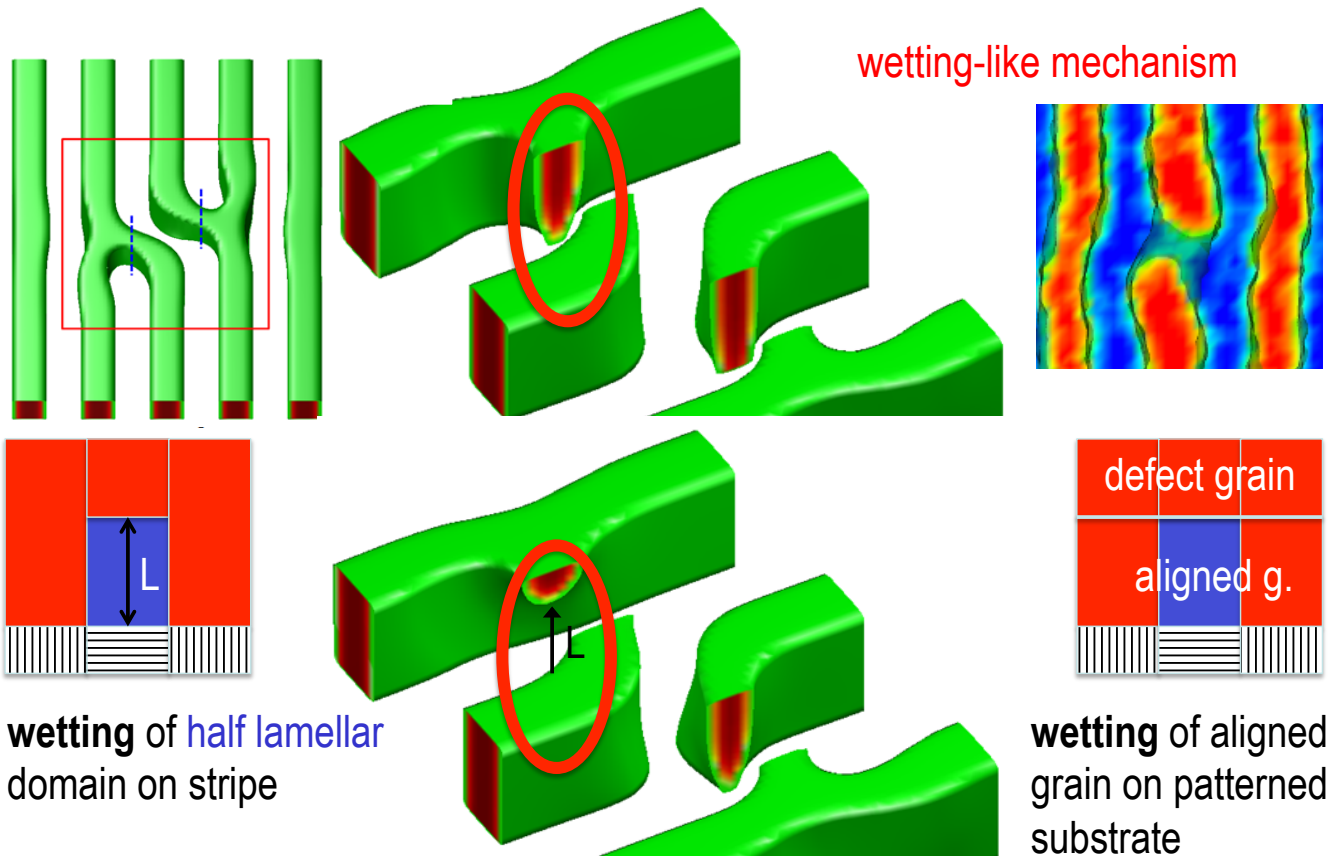 wetting-like mechanism
L
defect grain
aligned g.
L
wetting of half lamellar
domain on stripe
wetting of aligned
grain on patterned
substrate